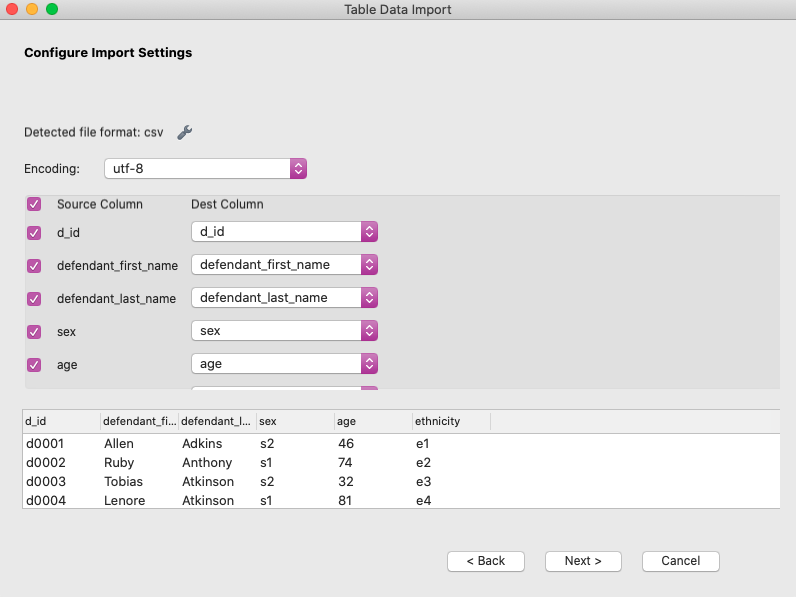 Table Data Import
Configure Import Settings
Detected file format: csv
Encoding: utf-8
Source Column Dest Column
d_id d_id
defendant_first_name defendant_first_name
defendant_last_name defendant_last_name
sex sex
age age
d_id defendant_fi... defendant_l... sex age ethnicity
d0001 Allen Adkins s2 46 e1
d0002 Ruby Anthony s1 74 e2
d0003 Tobias Atkinson s2 32 e3
d0004 Lenore Atkinson s1 81 e4
< Back Next > Cancel